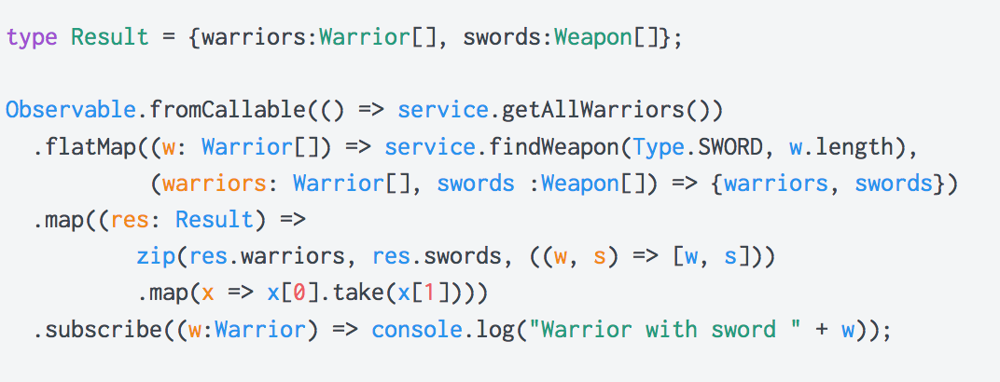 type Result = {warriors:Warrior[], swords:Weapon[]};
Observable.fromCallable(() => service.getAllWarriors())
.flatMap((w: Warrior[]) => service.findWeapon(Type.SWORD, w.length),
(warriors: Warrior[], swords :Weapon[]) => {warriors, swords})
.map((res: Result) =>
zip(res.warriors, res.swords, ((w, s) => [w, s]))
.map(x => x[0].take(x[1])))
.subscribe((w:Warrior) => console.log("Warrior with sword " + w));